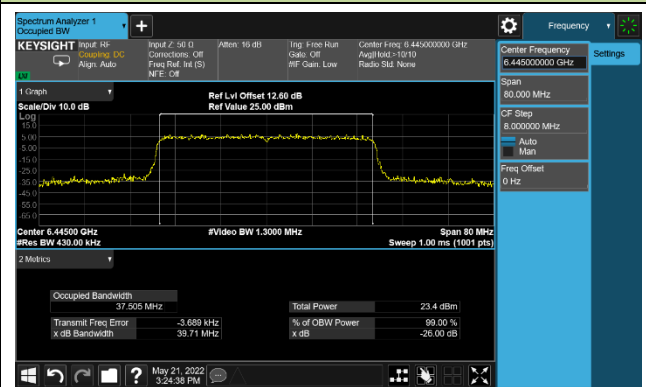 Spectrum Analyzer 1
Occupied BW
Frequency
KEYSIGHT
Input: RF
Coupling: DC
Align: Auto
Input Z: 50 Ω
Corrections: Off
Freq Ref: Int (S)
NFE: Off
Atten: 16 dB
Trig: Free Run
Gate: Off
#IF Gain: Low
Center Freq: 6.445000000 GHz
Avg|Hold:>10/10
Radio Std: None
Center Frequency
6.445000000 GHz
Settings
Span
80.000 MHz
CF Step
8.000000 MHz
Auto
Man
Freq Offset
0 Hz
1 Graph
Scale/Div 10.0 dB
Ref Lvl Offset 12.60 dB
Ref Value 25.00 dBm
Log
15.0
5.00
-5.00
-15.0
-25.0
-35.0
-45.0
-55.0
-65.0
Center 6.44500 GHz
#Video BW 1.3000 MHz
Span 80 MHz
#Res BW 430.00 kHz
Sweep 1.00 ms (1001 pts)
2 Metrics
Occupied Bandwidth
37.505 MHz
Total Power 23.4 dBm
Transmit Freq Error -3.689 kHz
% of OBW Power 99.00 %
x dB Bandwidth 39.71 MHz
x dB -26.00 dB
?
May 21, 2022
3:24:38 PM